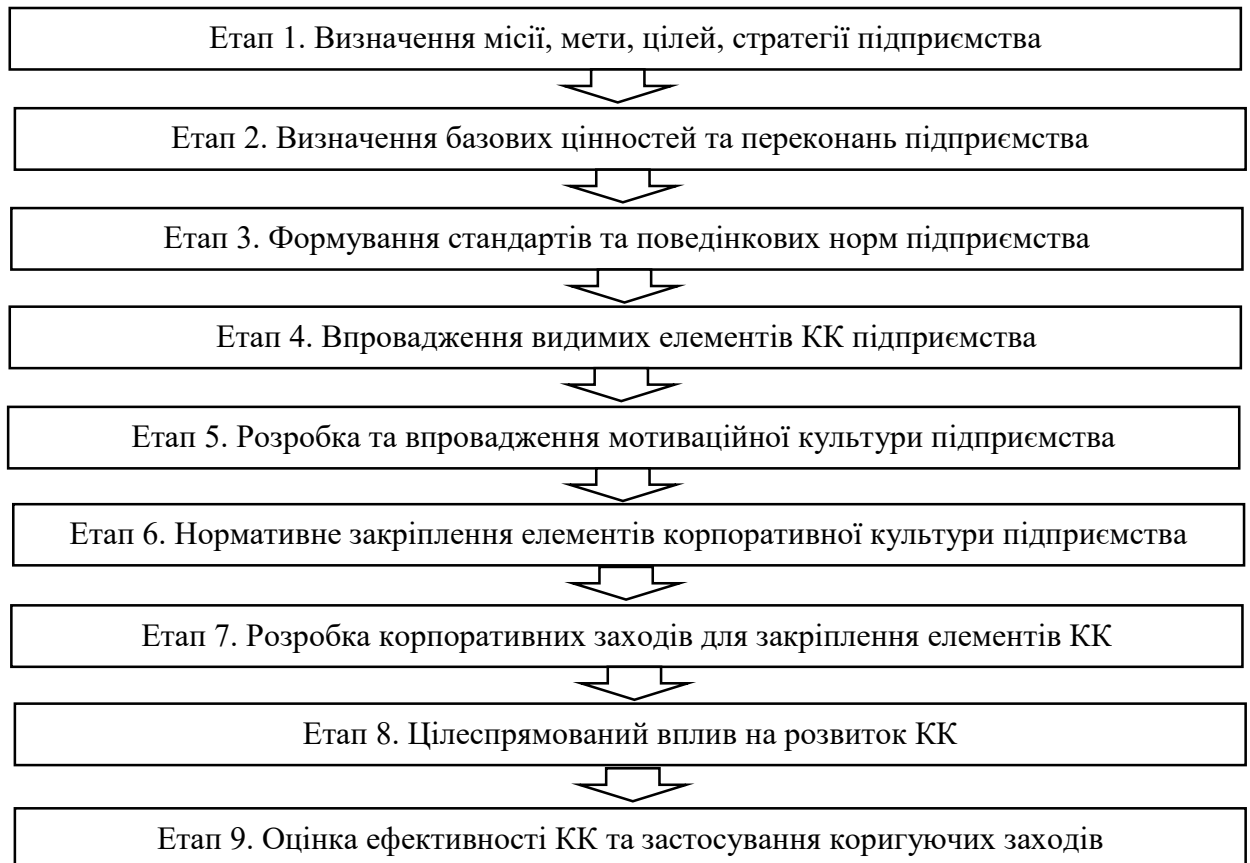 Етап 1. Визначення місії, мети, цілей, стратегії підприємства
Етап 2. Визначення базових цінностей та переконань підприємства
Етап 3. Формування стандартів та поведінкових норм підприємства
Етап 4. Впровадження видимих елементів КК підприємства
Етап 5. Розробка та впровадження мотиваційної культури підприємства
Етап 6. Нормативне закріплення елементів корпоративної культури підприємства
Етап 7. Розробка корпоративних заходів для закріплення елементів КК
Етап 8. Цілеспрямований вплив на розвиток КК
Етап 9. Оцінка ефективності КК та застосування коригуючих заходів